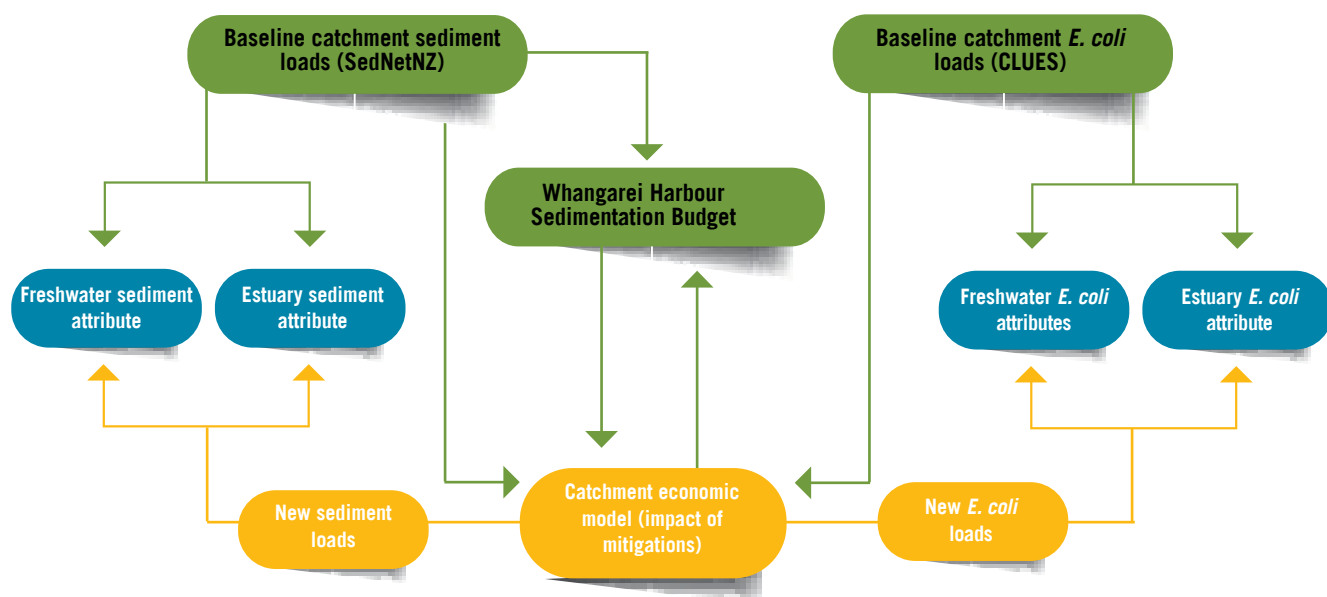 Baseline catchment sediment
loads (SedNetNZ)
Baseline catchment E. coli
loads (CLUES)
Whangarei Harbour
Sedimentation Budget
Freshwater sediment
attribute
Estuary sediment
attribute
Freshwater E. coli
attributes
Estuary E. coli
attribute
New sediment
loads
Catchment economic
model (impact of
mitigations)
New E. coli
loads